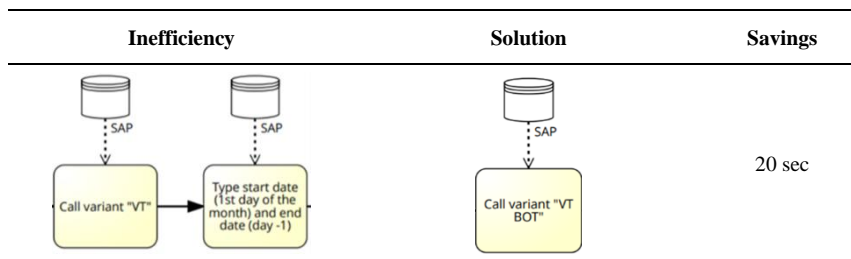 Inefficiency Solution Savings
SAP SAP SAP
Call variant "VT"
Type start date
(1st day of the
month) and end
date (day -1)
Call variant "VT
BOT"
20 sec